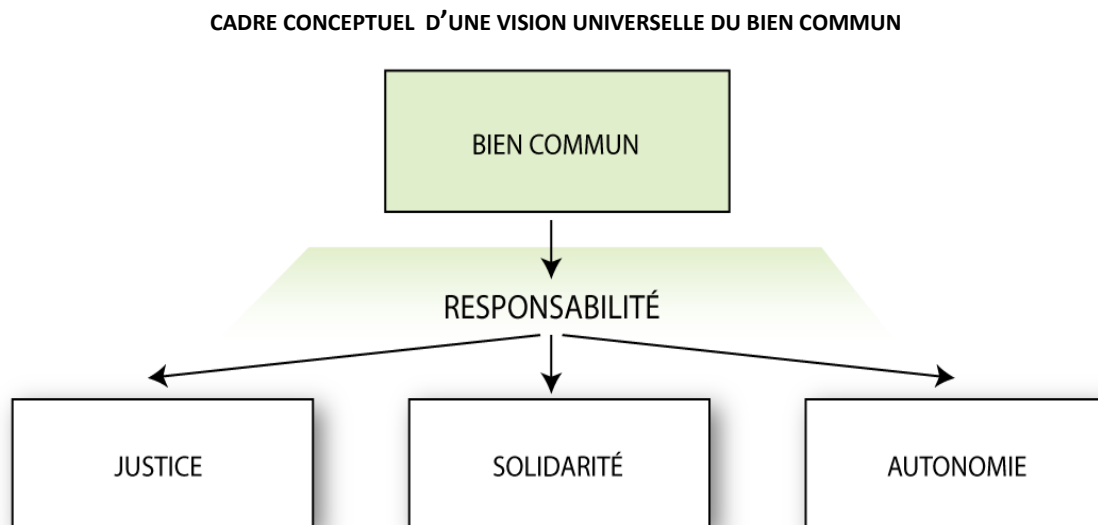 CADRE CONCEPTUEL D'UNE VISION UNIVERSELLE DU BIEN COMMUN
BIEN COMMUN
RESPONSABILITÉ
JUSTICE
SOLIDARITÉ
AUTONOMIE